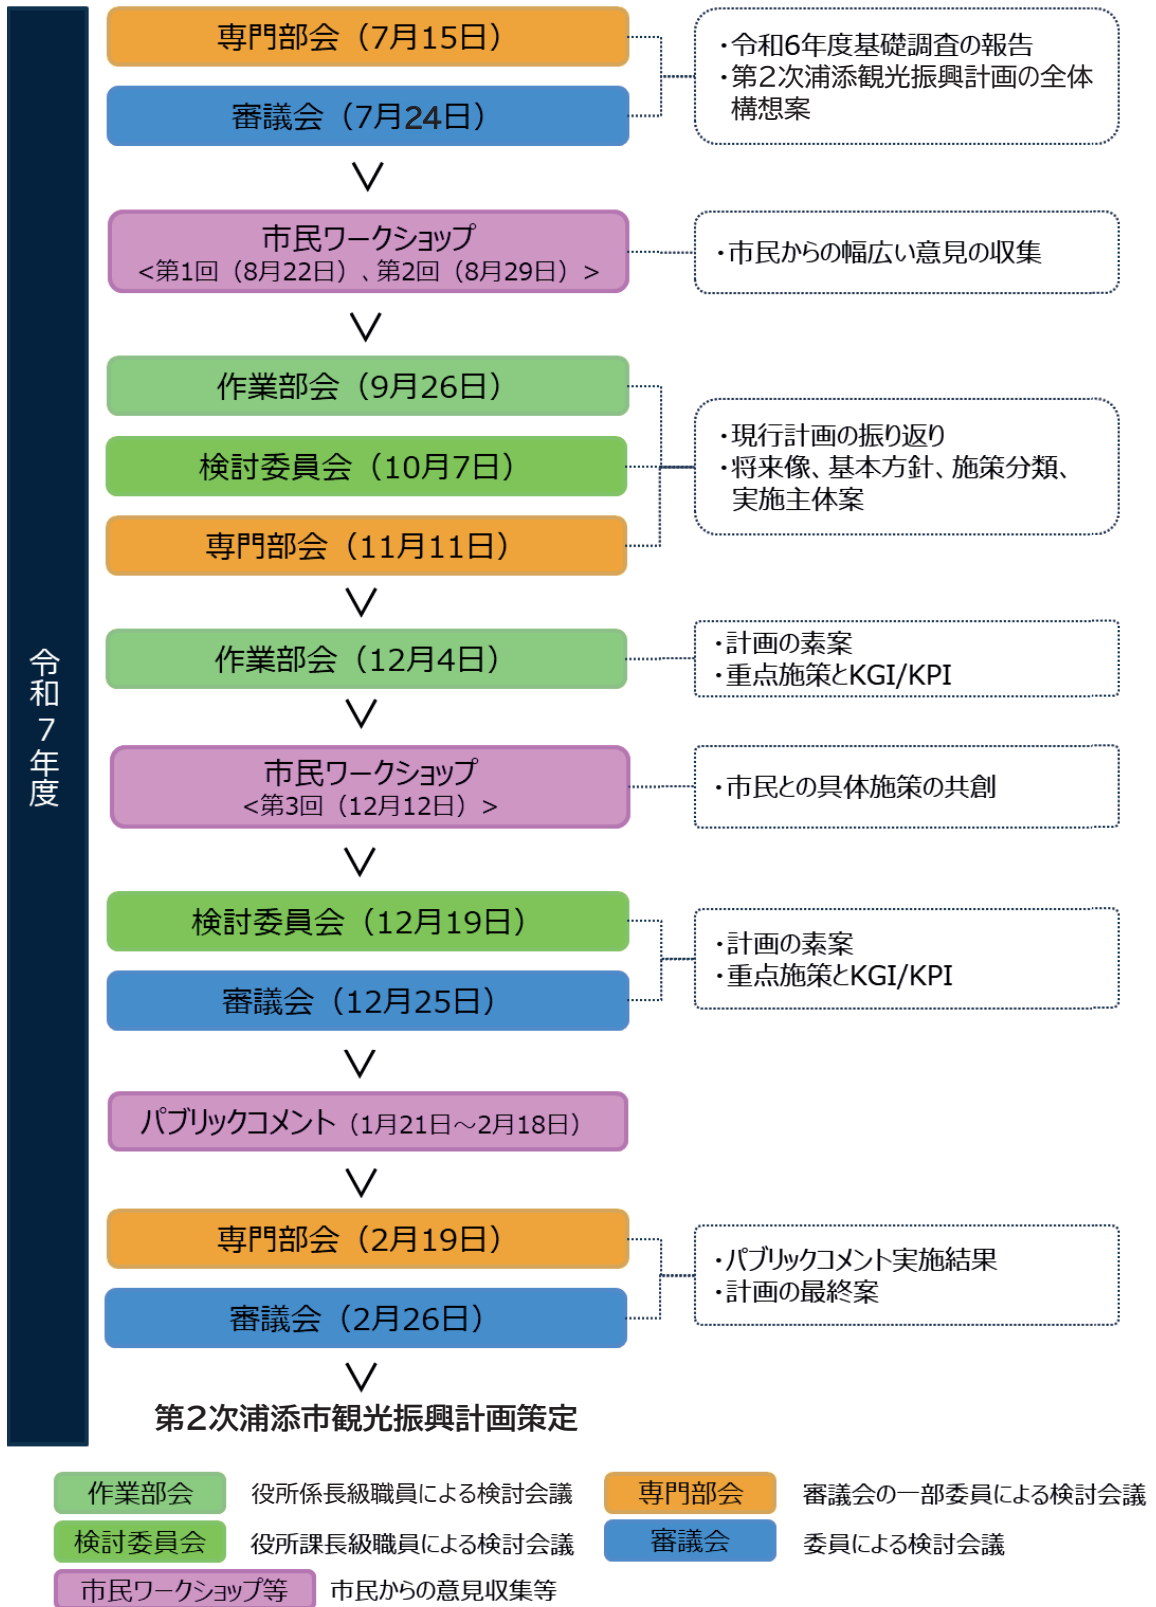 令和7年度
専門部会（7月15日）
審議会（7月24日）
・令和6年度基礎調査の報告
・第2次浦添観光振興計画の全体
構想案
市民ワークショップ
<第1回（8月22日）、第2回（8月29日）>
・市民からの幅広い意見の収集
作業部会（9月26日）
検討委員会（10月7日）
専門部会（11月11日）
・現行計画の振り返り
・将来像、基本方針、施策分類、
実施主体案
作業部会（12月4日）
・計画の素案
・重点施策とKGI/KPI
市民ワークショップ
<第3回（12月12日）>
・市民との具体施策の共創
検討委員会（12月19日）
審議会（12月25日）
・計画の素案
・重点施策とKGI/KPI
パブリックコメント（1月21日～2月18日）
専門部会（2月19日）
審議会（2月26日）
・パブリックコメント実施結果
・計画の最終案
第2次浦添市観光振興計画策定
作業部会 役所係長級職員による検討会議
専門部会 審議会の一部委員による検討会議
検討委員会 役所課長級職員による検討会議
審議会 委員による検討会議
市民ワークショップ等 市民からの意見収集等